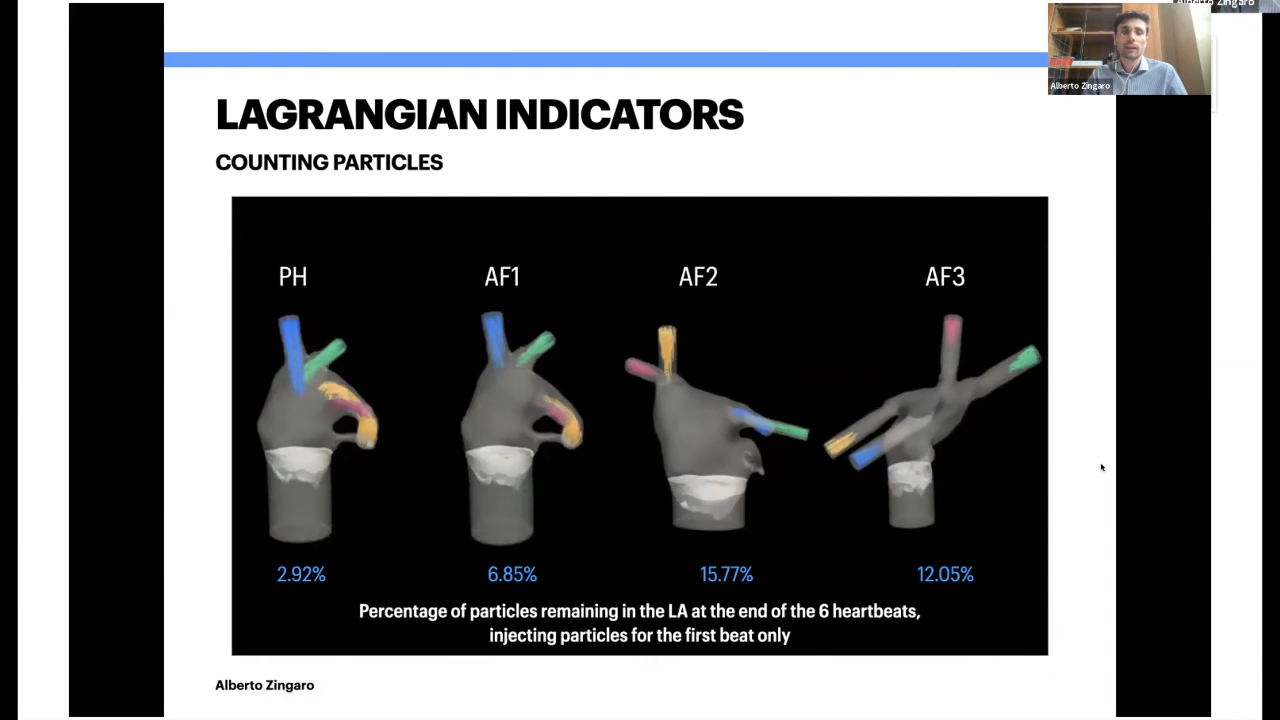 Alberto Zingaro
Alberto Zingaro
LAGRANGIAN INDICATORS
COUNTING PARTICLES
PH AF1 AF2 AF3
2.92% 6.85% 15.77% 12.05%
Percentage of particles remaining in the LA at the end of the 6 heartbeats,
injecting particles for the first beat only
Alberto Zingaro